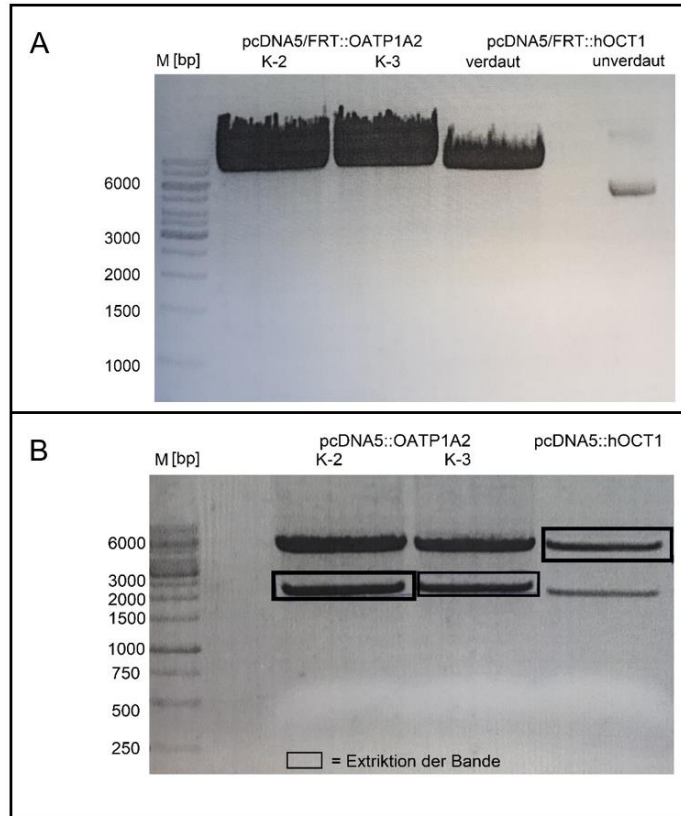 A
pcDNA5/FRT::OATP1A2 pcDNA5/FRT::hOCT1
M [bp] K-2 K-3 verdaut unverdaut
6000
3000
2000
1500
1000
B
pcDNA5::OATP1A2 pcDNA5::hOCT1
M [bp] K-2 K-3
6000
3000
2000
1500
1000
750
500
250
= Extriktion der Bande